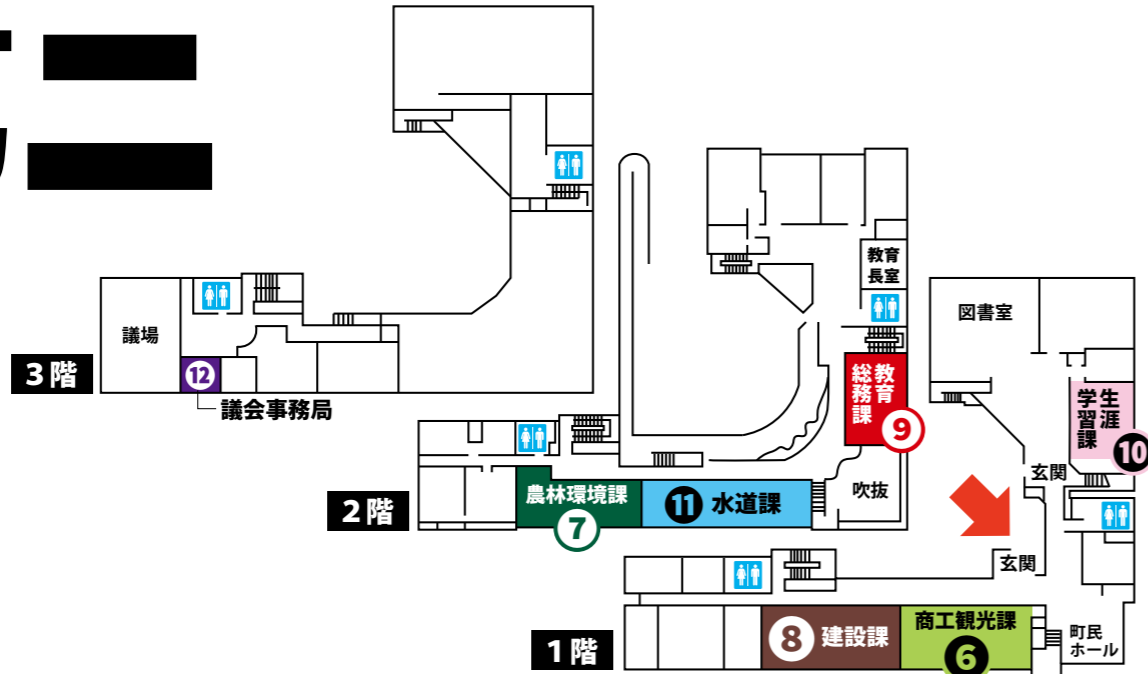 議場
3階
12
議会事務局
教育
長室
教育
総務課
9
農林環境課
7
11 水道課
吹抜
2階
図書室
生涯
学習課
10
玄関
玄関
8 建設課
商工観光課
6
町民
ホール
1階